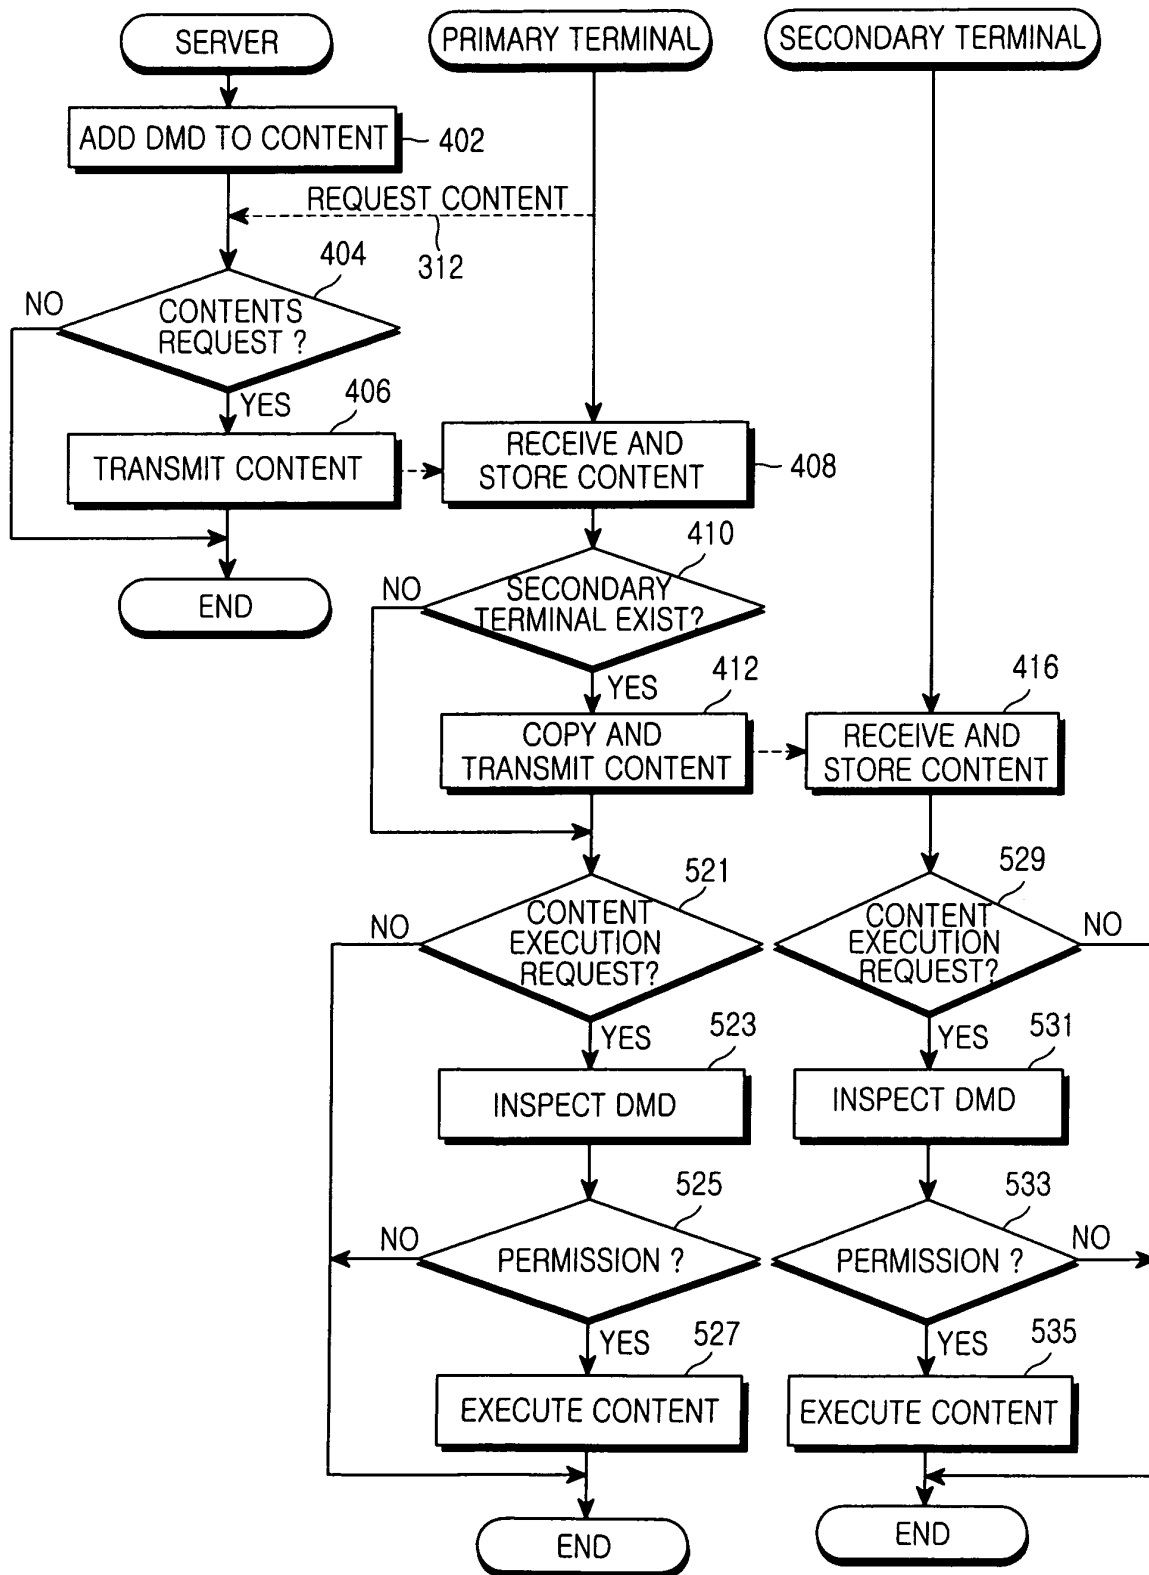 SERVER
PRIMARY TERMINAL
SECONDARY TERMINAL
ADD DMD TO CONTENT
402
REQUEST CONTENT
312
404
NO
CONTENTS
REQUEST ?
YES
406
TRANSMIT CONTENT
RECEIVE AND
STORE CONTENT
408
END
410
NO
SECONDARY
TERMINAL EXIST?
YES
412
COPY AND
TRANSMIT CONTENT
416
RECEIVE AND
STORE CONTENT
521
NO
CONTENT
EXECUTION
REQUEST?
YES
529
CONTENT
EXECUTION
REQUEST?
NO
YES
523
INSPECT DMD
531
INSPECT DMD
525
NO
PERMISSION ?
YES
533
PERMISSION ?
NO
YES
527
EXECUTE CONTENT
535
EXECUTE CONTENT
END
END